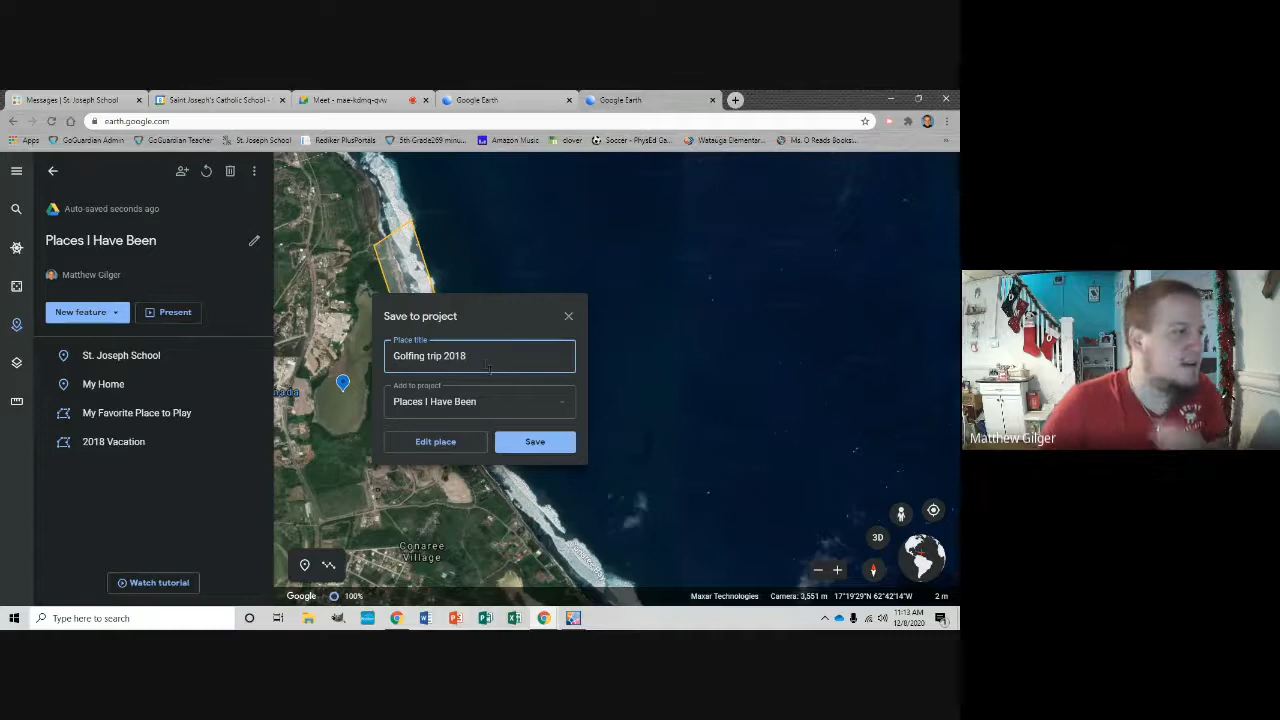 Messages | St. Joseph School
Saint Joseph's Catholic School -
Meet - mae-kdmq-qvw
Google Earth
Google Earth
earth.google.com
Apps
GoGuardian Admin
GoGuardian Teacher
St. Joseph School
Rediker PlusPortals
5th Grade269 minu...
Amazon Music
clover
Soccer - PhysEd Ga...
Watauga Elementar...
Ms. O Reads Books:...
Auto-saved seconds ago
Places I Have Been
Matthew Gilger
New feature
Present
St. Joseph School
My Home
My Favorite Place to Play
2018 Vacation
Watch tutorial
Save to project
Place title
Golfing trip 2018
Add to project
Places I Have Been
Edit place
Save
Conaree
Village
3D
Google
100%
Maxar Technologies
Camera: 3,551 m
17°19'29"N 62°42'14"W
2 m
Type here to search
11:13 AM
12/8/2020
Matthew Gilger